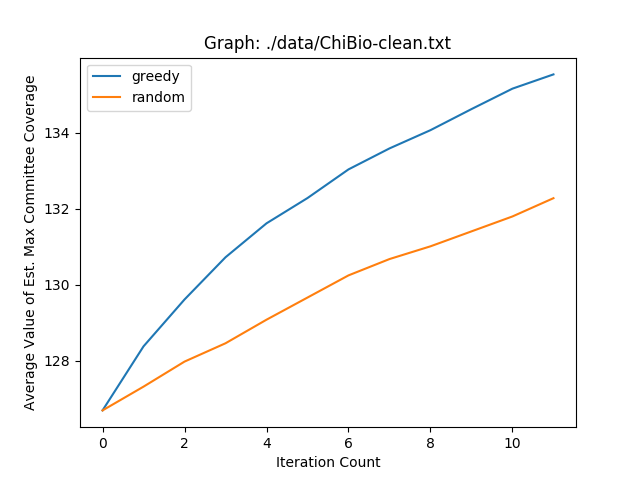 Graph: ./data/ChiBio-clean.txt
greedy
random
Average Value of Est. Max Committee Coverage
134
132
130
128
0 2 4 6 8 10
Iteration Count